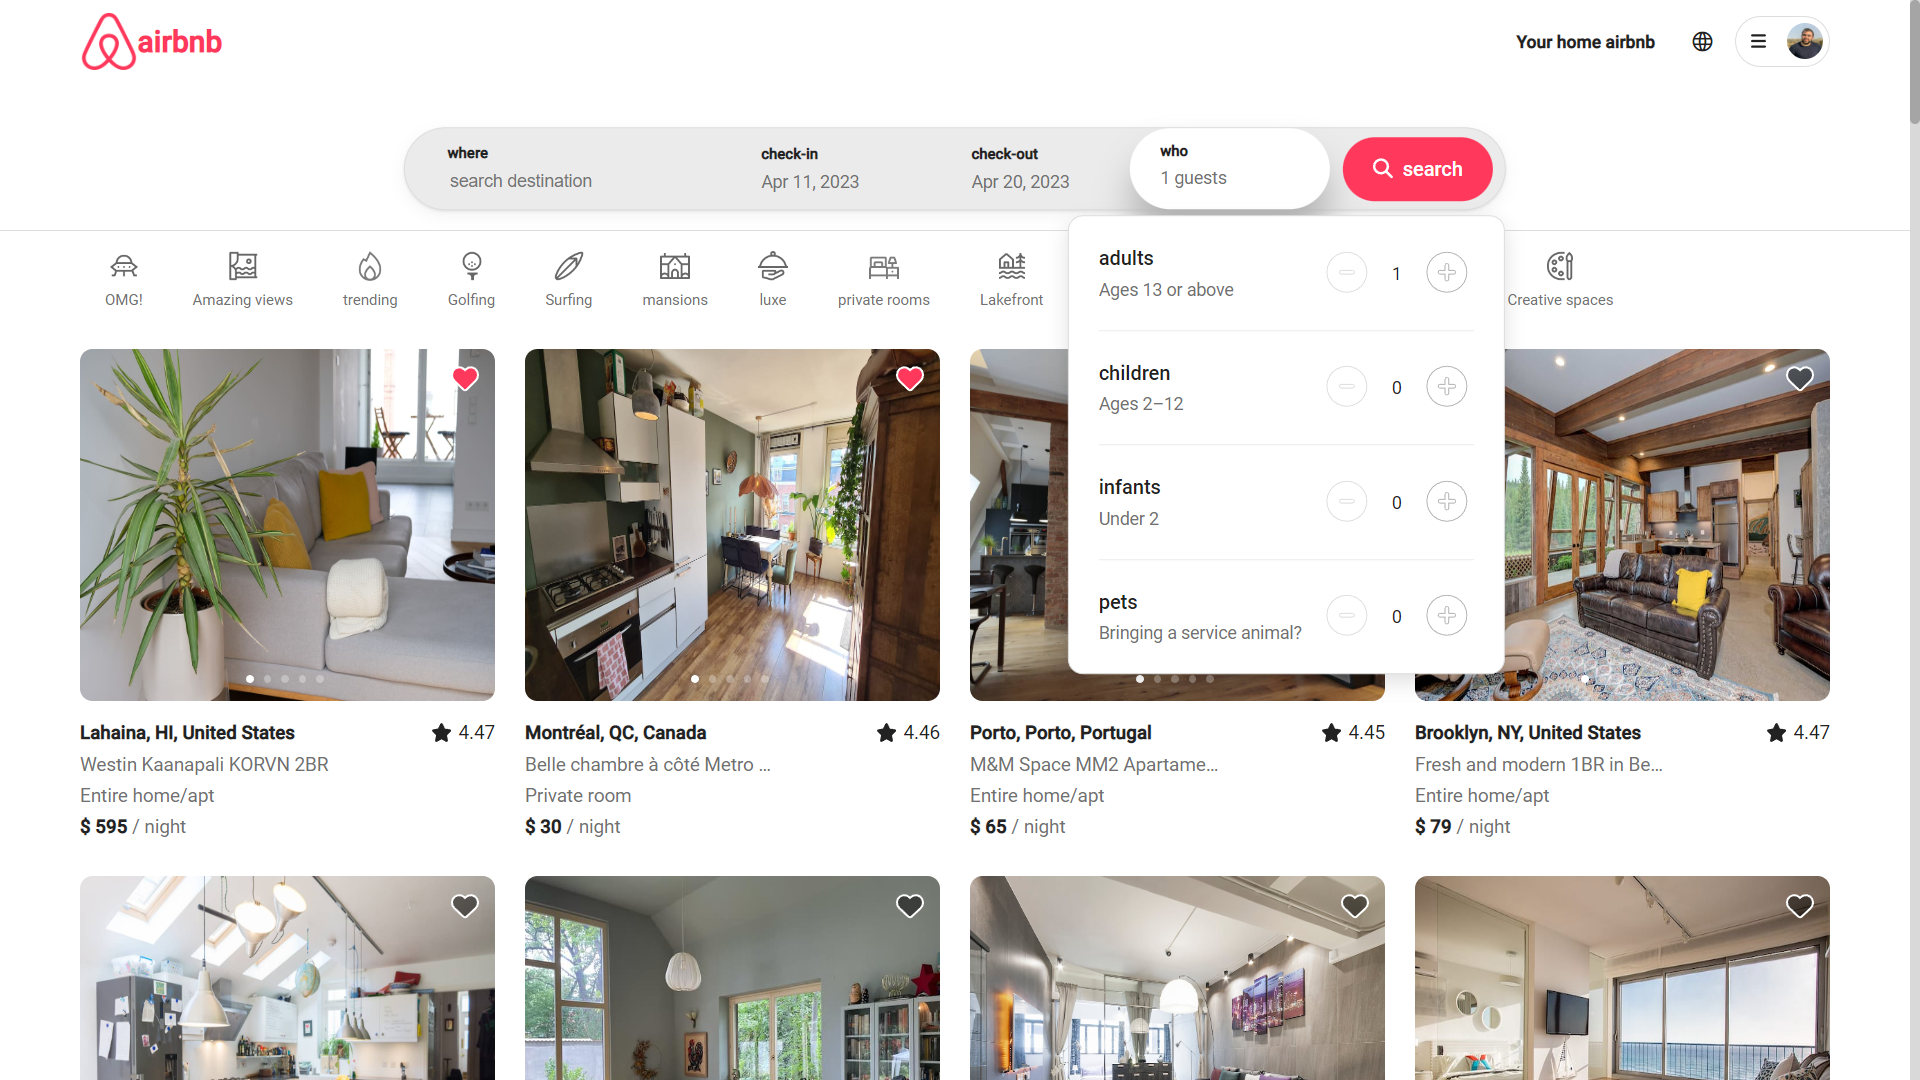 airbnb
Your home airbnb
where
search destination
check-in
Apr 11, 2023
check-out
Apr 20, 2023
who
1 guests
search
OMG!
Amazing views
trending
Golfing
Surfing
mansions
luxe
private rooms
Lakefront
Creative spaces
adults
Ages 13 or above
1
children
Ages 2–12
0
infants
Under 2
0
pets
Bringing a service animal?
0
Lahaina, HI, United States
4.47
Westin Kaanapali KORVN 2BR
Entire home/apt
$ 595 / night
Montréal, QC, Canada
4.46
Belle chambre à côté Metro ...
Private room
$ 30 / night
Porto, Porto, Portugal
4.45
M&M Space MM2 Apartame...
Entire home/apt
$ 65 / night
Brooklyn, NY, United States
4.47
Fresh and modern 1BR in Be...
Entire home/apt
$ 79 / night